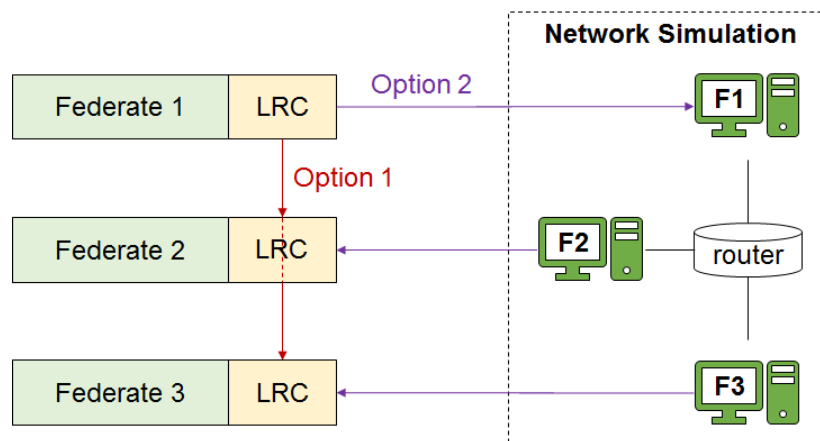 Network Simulation
Federate 1 LRC
Option 2
F1
Option 1
Federate 2 LRC
F2
router
Federate 3 LRC
F3